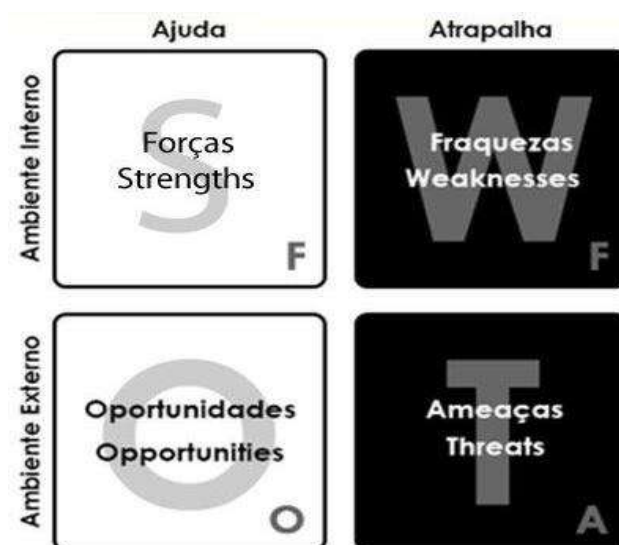 Ajuda
Atrapalha
Ambiente Interno
S
Forças
Strengths
F
W
Fraquezas
Weaknesses
F
Ambiente Externo
O
Oportunidades
Opportunities
O
T
Ameaças
Threats
A